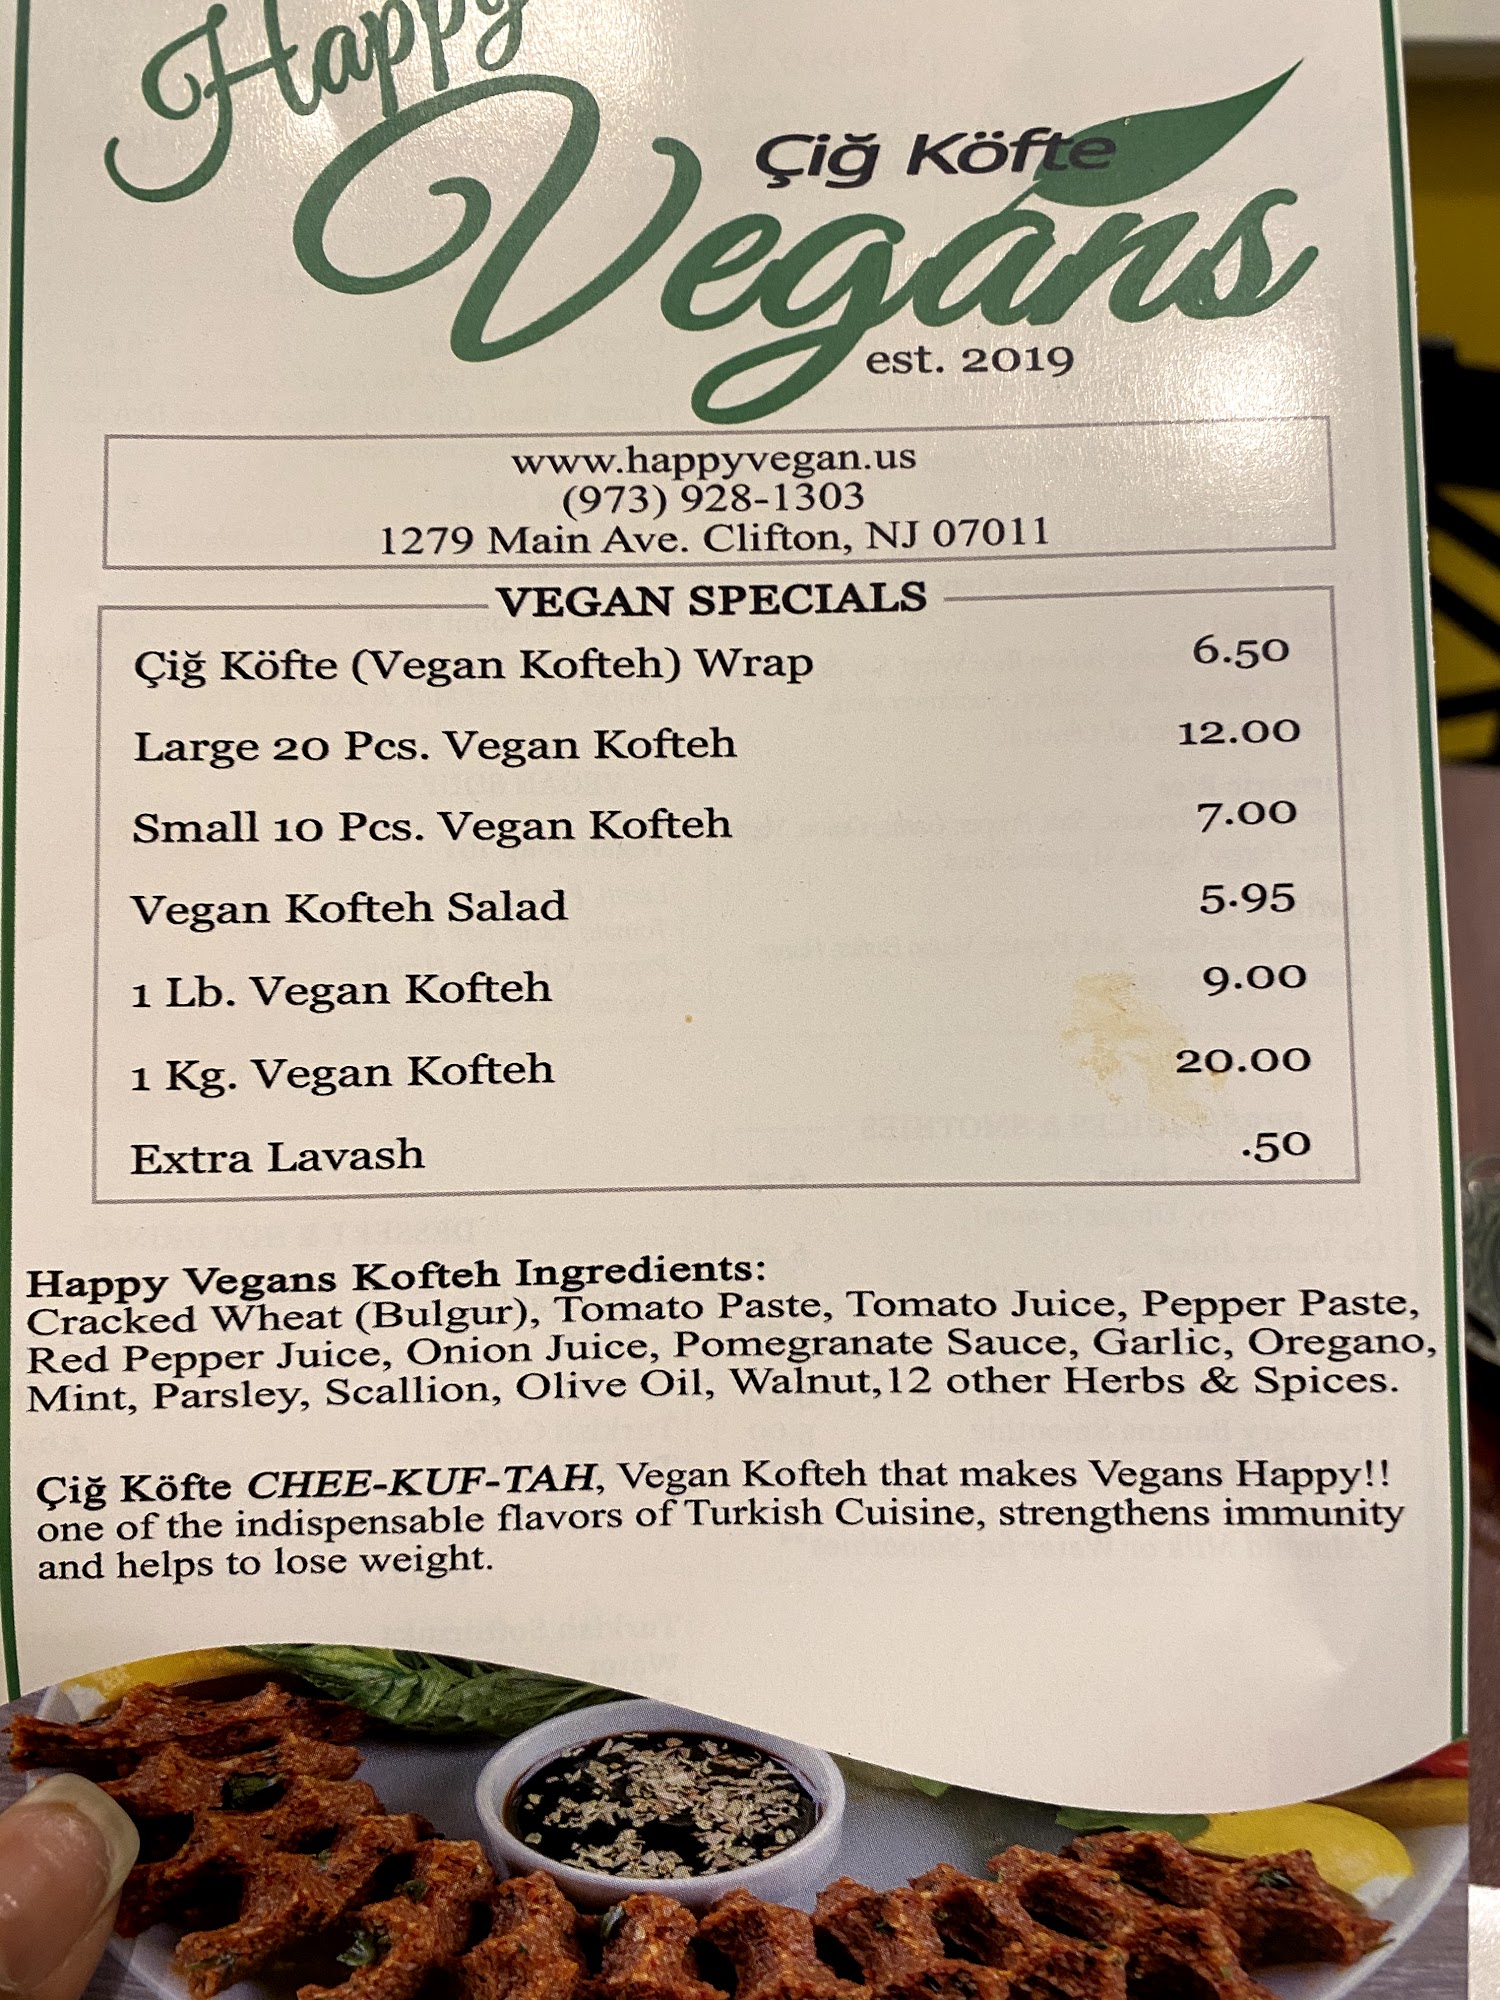 Happy
Çiğ Köfte
Vegans
est. 2019
www.happyvegan.us
(973) 928-1303
1279 Main Ave. Clifton, NJ 07011
VEGAN SPECIALS
Çiğ Köfte (Vegan Kofteh) Wrap 6.50
Large 20 Pcs. Vegan Kofteh 12.00
Small 10 Pcs. Vegan Kofteh 7.00
Vegan Kofteh Salad 5.95
1 Lb. Vegan Kofteh 9.00
1 Kg. Vegan Kofteh 20.00
Extra Lavash .50
Happy Vegans Kofteh Ingredients:
Cracked Wheat (Bulgur), Tomato Paste, Tomato Juice, Pepper Paste,
Red Pepper Juice, Onion Juice, Pomegranate Sauce, Garlic, Oregano,
Mint, Parsley, Scallion, Olive Oil, Walnut,12 other Herbs & Spices.
Çiğ Köfte CHEE-KUF-TAH, Vegan Kofteh that makes Vegans Happy!!
one of the indispensable flavors of Turkish Cuisine, strengthens immunity
and helps to lose weight.